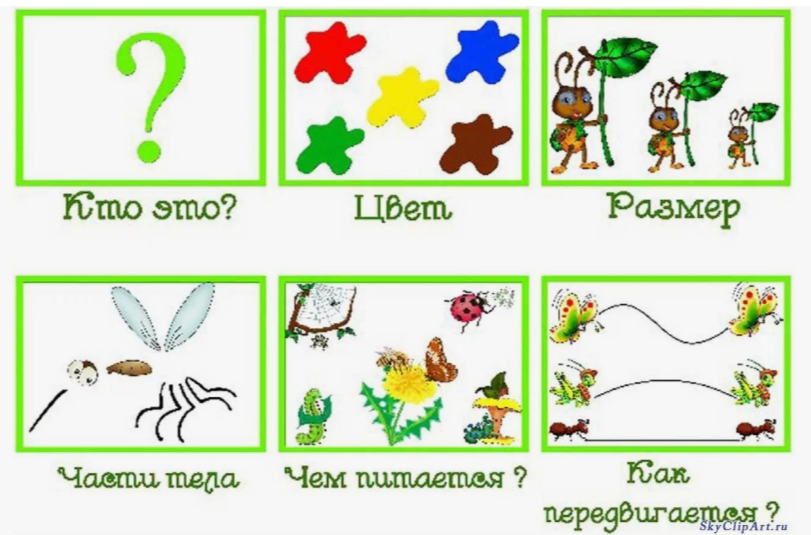 Кто это?
Цвет
Размер
Части тела
Чем питается ?
Как
передвигается ?
SkyClipArt.ru